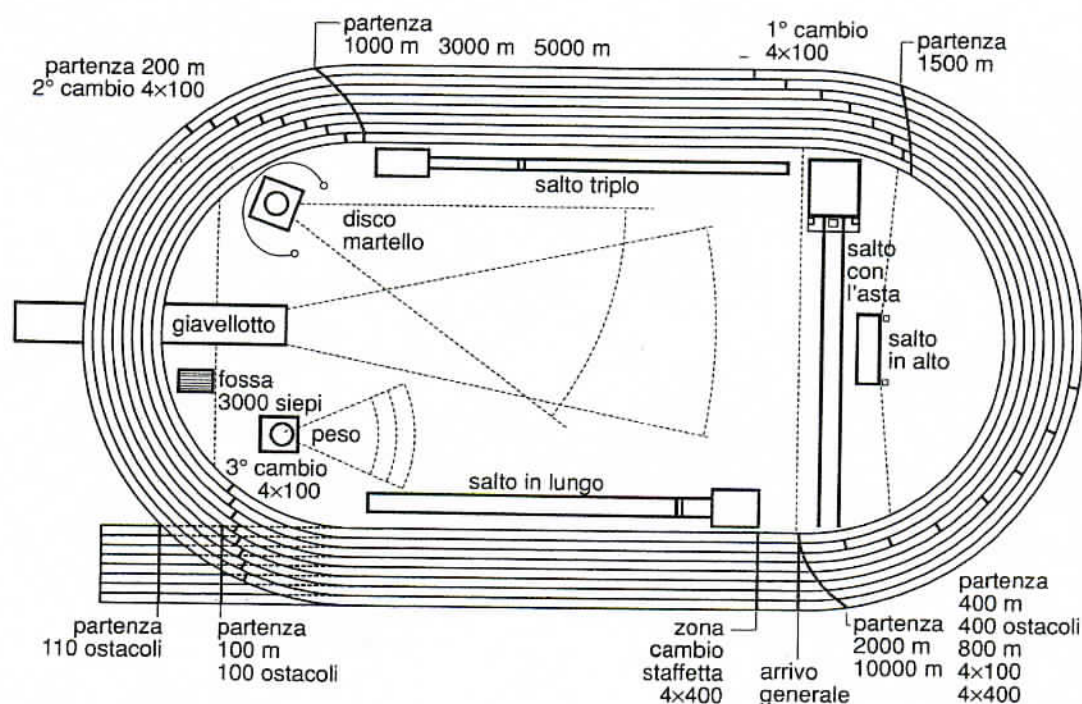 partenza
1000 m 3000 m 5000 m
1° cambio
4×100
partenza
1500 m
partenza 200 m
2° cambio 4×100
salto triplo
disco
martello
salto
con
l'asta
giavellotto
salto
in alto
fossa
3000 siepi
peso
3° cambio
4×100
salto in lungo
partenza
110 ostacoli
partenza
100 m
100 ostacoli
zona
cambio
staffetta
4×400
arrivo
generale
partenza
2000 m
10000 m
partenza
400 m
400 ostacoli
800 m
4×100
4×400